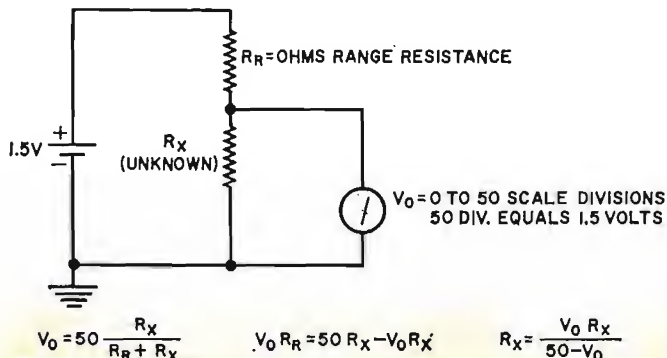 R_R=OHMS RANGE RESISTANCE
+
1.5V
−
R_X
(UNKNOWN)
V_O=0 TO 50 SCALE DIVISIONS
50 DIV. EQUALS 1.5 VOLTS
V_O = 50 R_X / (R_R + R_X)
V_O R_R = 50 R_X − V_O R_X
R_X = V_O R_X / (50 − V_O)